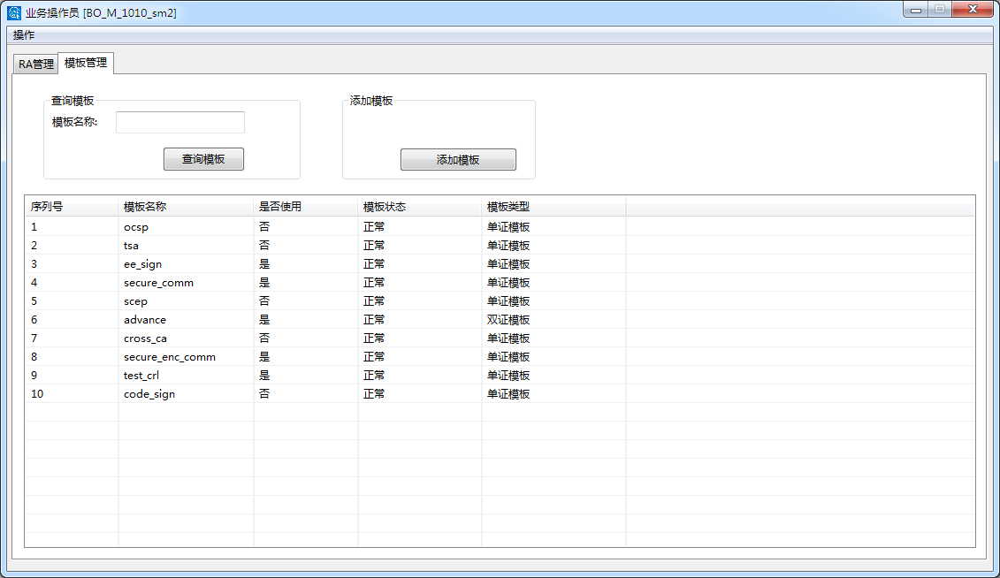 业务操作员 [BO_M_1010_sm2]
操作
RA管理 模板管理
查询模板 添加模板
模板名称:
查询模板 添加模板
序列号 模板名称 是否使用 模板状态 模板类型
1 ocsp 否 正常 单证模板
2 tsa 否 正常 单证模板
3 ee_sign 是 正常 单证模板
4 secure_comm 是 正常 单证模板
5 scep 否 正常 单证模板
6 advance 是 正常 双证模板
7 cross_ca 否 正常 单证模板
8 secure_enc_comm 是 正常 单证模板
9 test_crl 是 正常 单证模板
10 code_sign 否 正常 单证模板